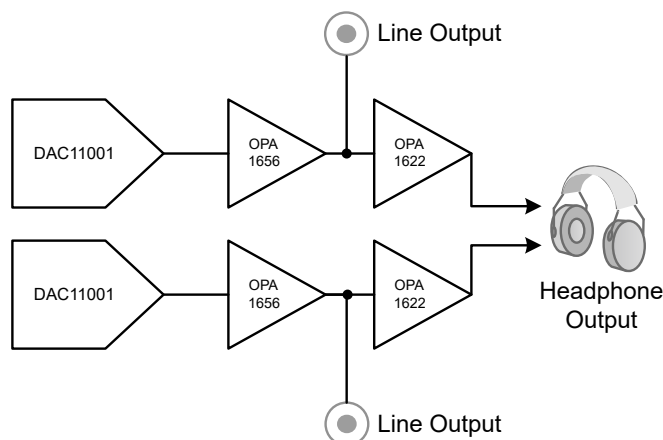 Line Output
DAC11001
OPA
1656
OPA
1622
DAC11001
OPA
1656
OPA
1622
Headphone
Output
Line Output